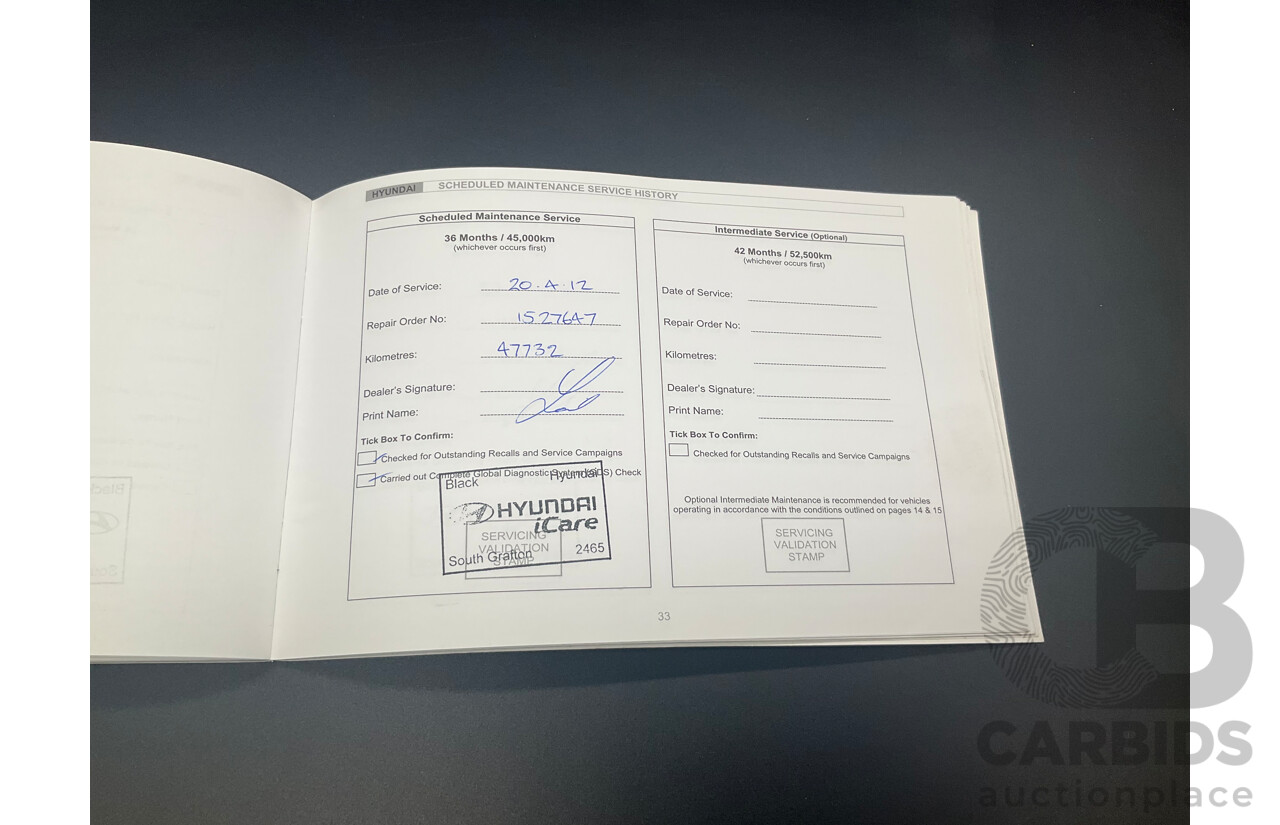 HYUNDAI SCHEDULED MAINTENANCE SERVICE HISTORY
Scheduled Maintenance Service
36 Months / 45,000km
(whichever occurs first)
Date of Service: 20.4.12
Repair Order No: 1527647
Kilometres: 47732
Dealer's Signature:
Print Name:
Tick Box To Confirm:
Checked for Outstanding Recalls and Service Campaigns
Carried out Complete Global Diagnostic System (GDS) Check
Black Hyundai
HYUNDAI
iCare
SERVICING
VALIDATION
STAMP
South Grafton 2465
Intermediate Service (Optional)
42 Months / 52,500km
(whichever occurs first)
Date of Service:
Repair Order No:
Kilometres:
Dealer's Signature:
Print Name:
Tick Box To Confirm:
Checked for Outstanding Recalls and Service Campaigns
Optional Intermediate Maintenance is recommended for vehicles
operating in accordance with the conditions outlined on pages 14 & 15
SERVICING
VALIDATION
STAMP
33
CB
CARBIDS
auctionplace